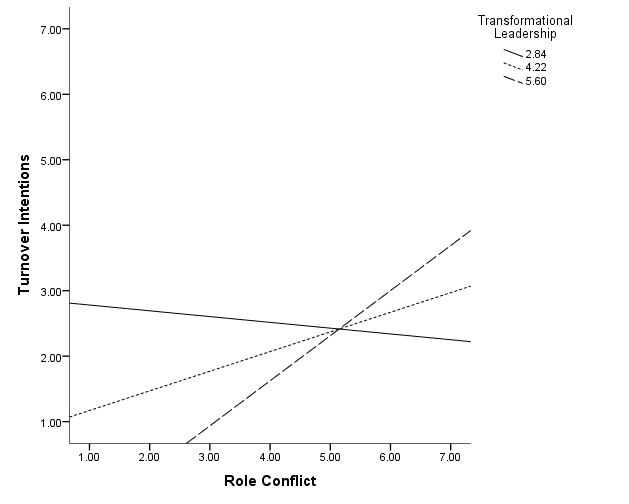 Transformational
Leadership
2.84
4.22
5.60
7.00
6.00
5.00
4.00
3.00
2.00
1.00
Turnover Intentions
1.00 2.00 3.00 4.00 5.00 6.00 7.00
Role Conflict